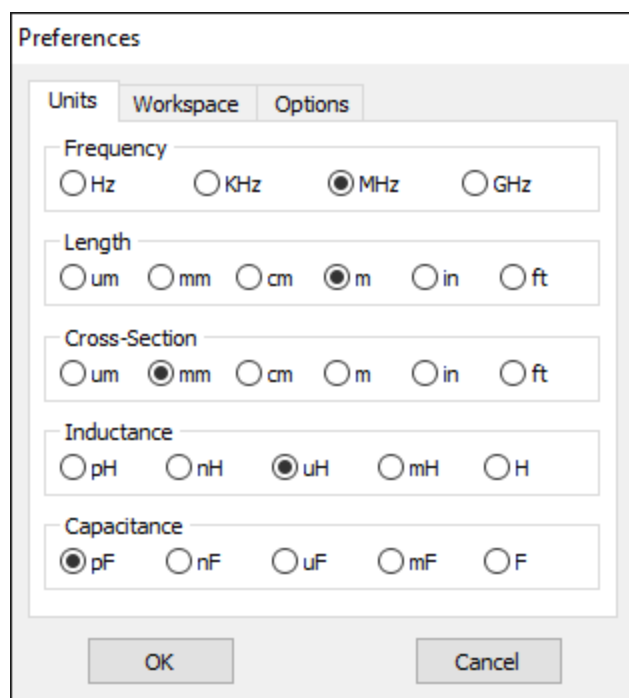 Preferences
Units Workspace Options
Frequency
Hz KHz MHz GHz
Length
um mm cm m in ft
Cross-Section
um mm cm m in ft
Inductance
pH nH uH mH H
Capacitance
pF nF uF mF F
OK Cancel